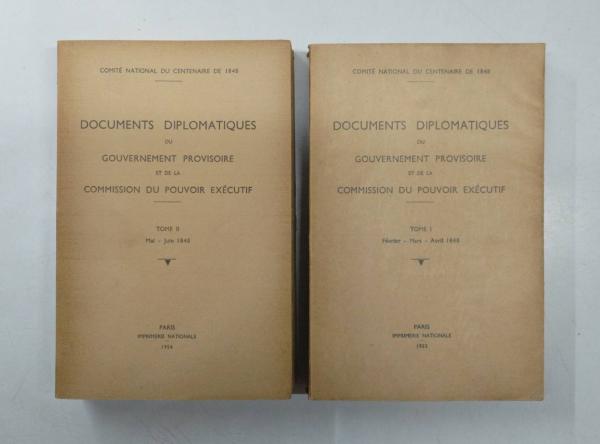 COMITÉ NATIONAL DU CENTENAIRE DE 1848
DOCUMENTS DIPLOMATIQUES
DU
GOUVERNEMENT PROVISOIRE
ET DE LA
COMMISSION DU POUVOIR EXÉCUTIF
TOME II
Mai - Juin 1848
PARIS
IMPRIMERIE NATIONALE
1954
COMITÉ NATIONAL DU CENTENAIRE DE 1848
DOCUMENTS DIPLOMATIQUES
DU
GOUVERNEMENT PROVISOIRE
ET DE LA
COMMISSION DU POUVOIR EXÉCUTIF
TOME I
Février - Mars - Avril 1848
PARIS
IMPRIMERIE NATIONALE
1953